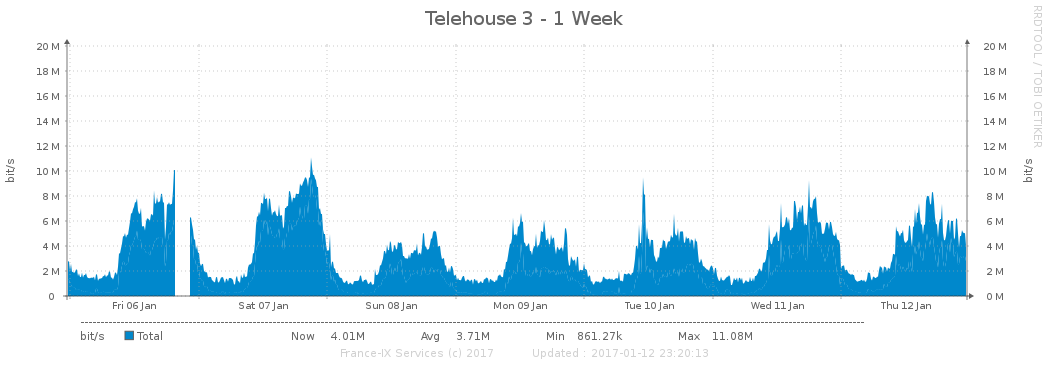 Telehouse 3 - 1 Week
RRDTOOL / TOBI OETIKER
20 M 20 M
18 M 18 M
16 M 16 M
14 M 14 M
12 M 12 M
10 M 10 M
8 M 8 M
6 M 6 M
4 M 4 M
2 M 2 M
0 0 M
bit/s bit/s
Fri 06 Jan Sat 07 Jan Sun 08 Jan Mon 09 Jan Tue 10 Jan Wed 11 Jan Thu 12 Jan
bit/s Total Now 4.01M Avg 3.71M Min 861.27k Max 11.08M
France-IX Services (c) 2017 Updated : 2017-01-12 23:20:13